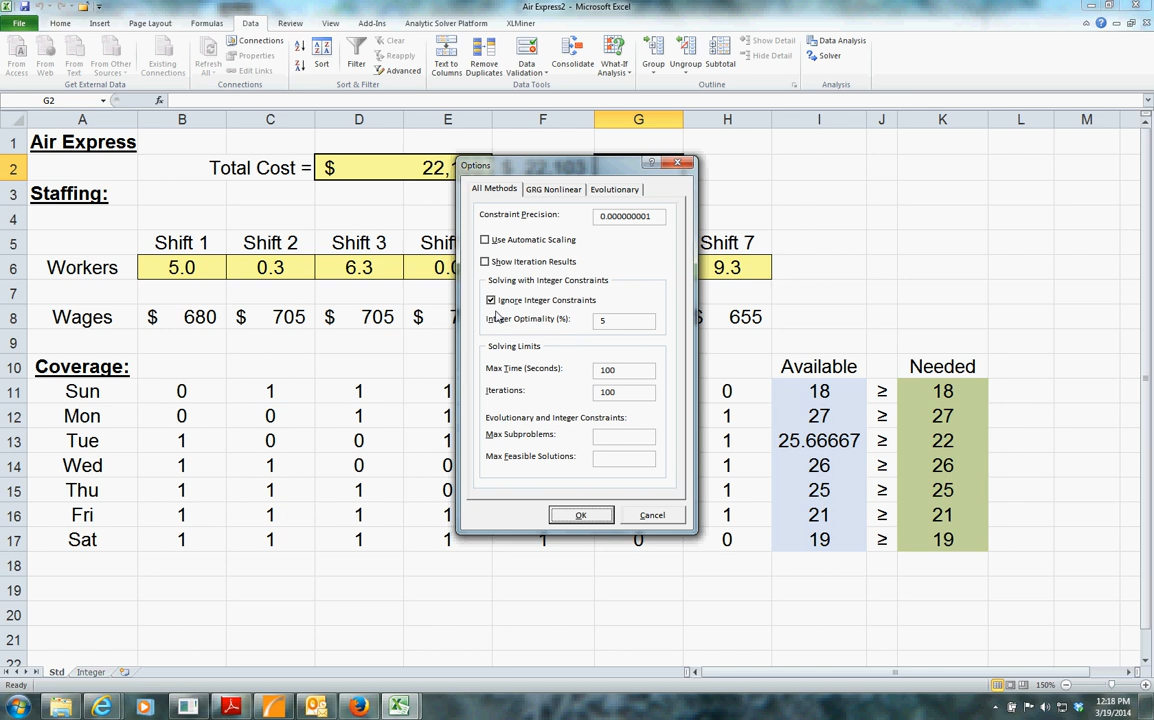 Air Express2 - Microsoft Excel
File Home Insert Page Layout Formulas Data Review View Add-Ins Analytic Solver Platform XLMiner
From Access From Web From Text From Other Sources Existing Connections Refresh All Connections Properties Edit Links Sort Filter Clear Reapply Advanced Text to Columns Remove Duplicates Data Validation Consolidate What-If Analysis Group Ungroup Subtotal Show Detail Hide Detail Data Analysis Solver
Get External Data Connections Sort & Filter Data Tools Outline Analysis
G2 fx
A B C D E F G H I J K L M
1 Air Express
2 Total Cost = $ 22, $ 22,103
3 Staffing:
4
5 Shift 1 Shift 2 Shift 3 Shif Shift 7
6 Workers 5.0 0.3 6.3 0.0 9.3
7
8 Wages $ 680 $ 705 $ 705 $ 7 $ 655
9
10 Coverage: Available Needed
11 Sun 0 1 1 1 0 18 ≥ 18
12 Mon 0 0 1 1 1 27 ≥ 27
13 Tue 1 0 0 1 1 25.66667 ≥ 22
14 Wed 1 1 0 0 1 26 ≥ 26
15 Thu 1 1 1 0 1 25 ≥ 25
16 Fri 1 1 1 1 1 21 ≥ 21
17 Sat 1 1 1 1 1 0 0 19 ≥ 19
18
19
20
21
22
Options
All Methods GRG Nonlinear Evolutionary
Constraint Precision: 0.000000001
Use Automatic Scaling
Show Iteration Results
Solving with Integer Constraints
Ignore Integer Constraints
Integer Optimality (%): 5
Solving Limits
Max Time (Seconds): 100
Iterations: 100
Evolutionary and Integer Constraints:
Max Subproblems:
Max Feasible Solutions:
OK Cancel
Std Integer
Ready 150%
12:18 PM
3/19/2014